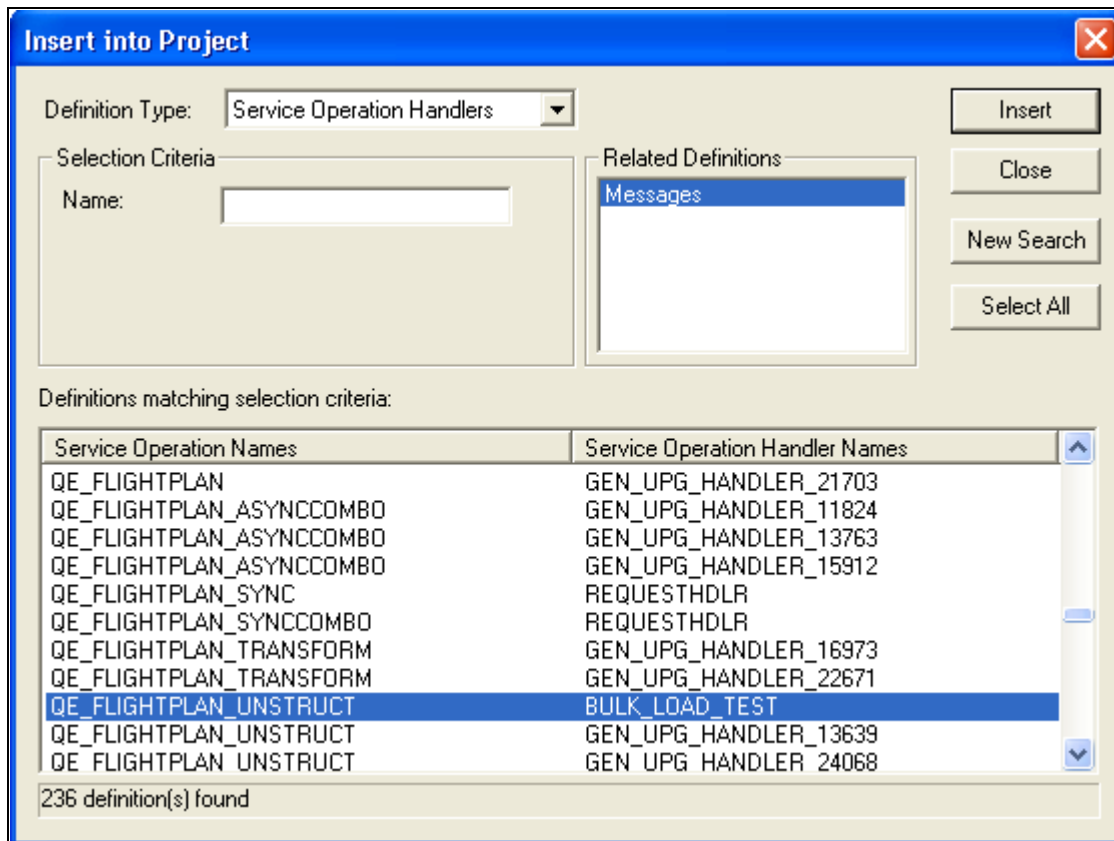 Insert into Project
Definition Type: Service Operation Handlers
Insert
Selection Criteria
Related Definitions
Close
Name:
Messages
New Search
Select All
Definitions matching selection criteria:
Service Operation Names Service Operation Handler Names
QE_FLIGHTPLAN GEN_UPG_HANDLER_21703
QE_FLIGHTPLAN_ASYNCCOMBO GEN_UPG_HANDLER_11824
QE_FLIGHTPLAN_ASYNCCOMBO GEN_UPG_HANDLER_13763
QE_FLIGHTPLAN_ASYNCCOMBO GEN_UPG_HANDLER_15912
QE_FLIGHTPLAN_SYNC REQUESTHDLR
QE_FLIGHTPLAN_SYNCCOMBO REQUESTHDLR
QE_FLIGHTPLAN_TRANSFORM GEN_UPG_HANDLER_16973
QE_FLIGHTPLAN_TRANSFORM GEN_UPG_HANDLER_22671
QE_FLIGHTPLAN_UNSTRUCT BULK_LOAD_TEST
QE_FLIGHTPLAN_UNSTRUCT GEN_UPG_HANDLER_13639
QE_FLIGHTPLAN_UNSTRUCT GEN_UPG_HANDLER_24068
236 definition(s) found